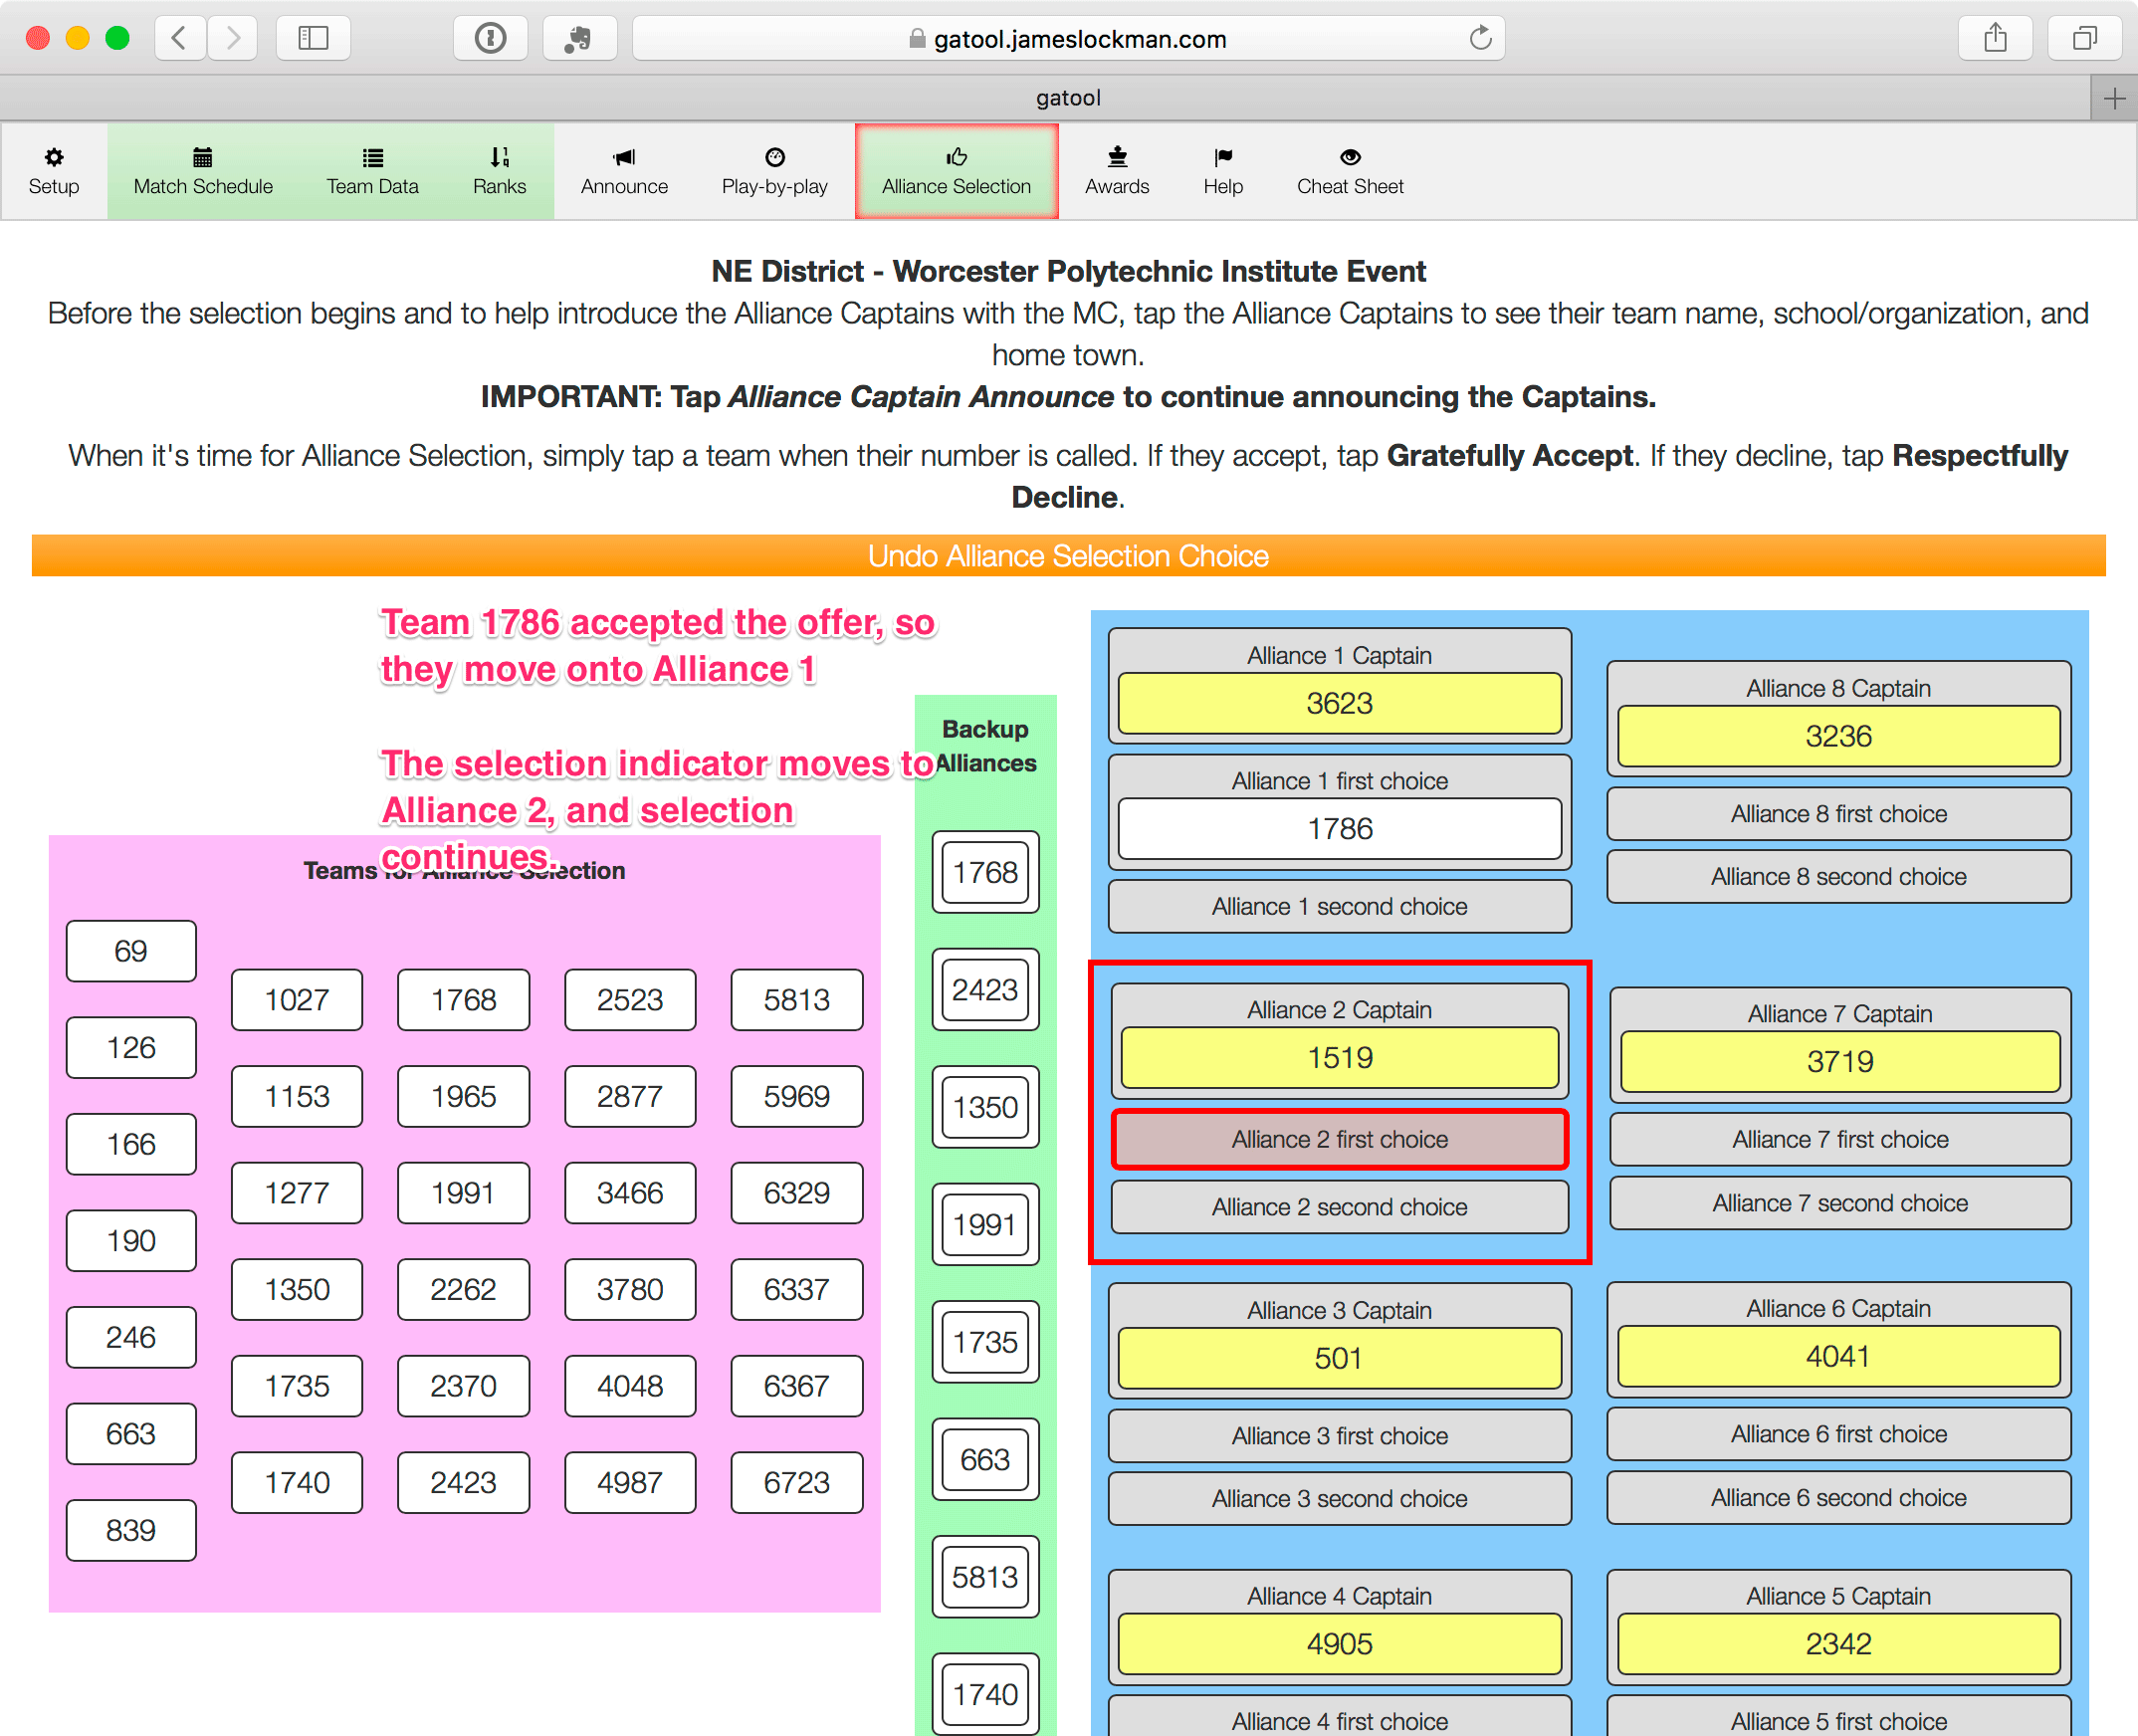 gatool.jameslockman.com
gatool
Setup
Match Schedule
Team Data
Ranks
Announce
Play-by-play
Alliance Selection
Awards
Help
Cheat Sheet
NE District - Worcester Polytechnic Institute Event
Before the selection begins and to help introduce the Alliance Captains with the MC, tap the Alliance Captains to see their team name, school/organization, and
home town.
IMPORTANT: Tap Alliance Captain Announce to continue announcing the Captains.
When it's time for Alliance Selection, simply tap a team when their number is called. If they accept, tap Gratefully Accept. If they decline, tap Respectfully
Decline.
Undo Alliance Selection Choice
Team 1786 accepted the offer, so
they move onto Alliance 1
The selection indicator moves to
Alliance 2, and selection
continues.
Teams for Alliance Selection
69
126
166
190
246
663
839
1027
1153
1277
1350
1735
1740
1768
1965
1991
2262
2370
2423
2523
2877
3466
3780
4048
4987
5813
5969
6329
6337
6367
6723
Backup
Alliances
1768
2423
1350
1991
1735
663
5813
1740
Alliance 1 Captain
3623
Alliance 1 first choice
1786
Alliance 1 second choice
Alliance 8 Captain
3236
Alliance 8 first choice
Alliance 8 second choice
Alliance 2 Captain
1519
Alliance 2 first choice
Alliance 2 second choice
Alliance 7 Captain
3719
Alliance 7 first choice
Alliance 7 second choice
Alliance 3 Captain
501
Alliance 3 first choice
Alliance 3 second choice
Alliance 6 Captain
4041
Alliance 6 first choice
Alliance 6 second choice
Alliance 4 Captain
4905
Alliance 4 first choice
Alliance 5 Captain
2342
Alliance 5 first choice